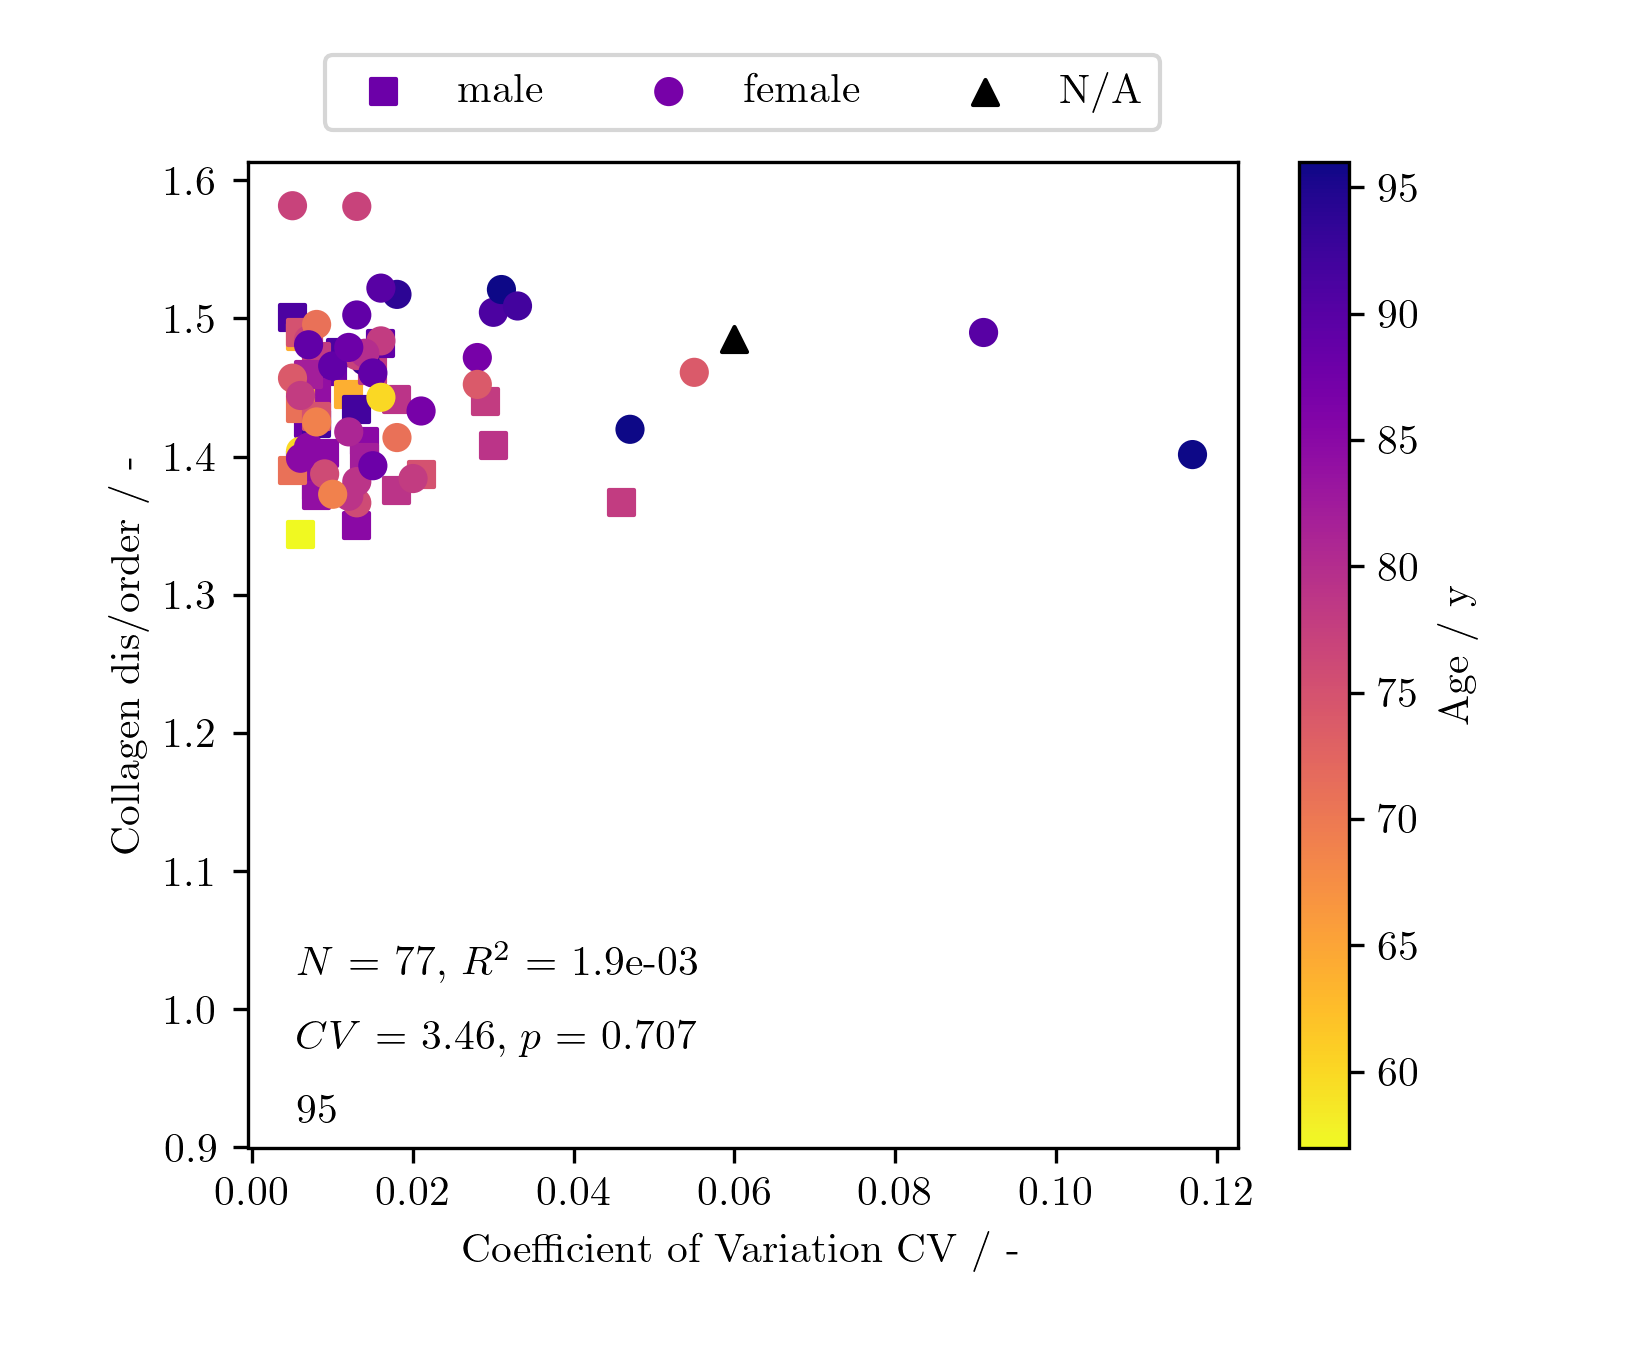 male female N/A
1.6
1.5
1.4
1.3
1.2
1.1
1.0
0.9
Collagen dis/order / -
N = 77, R² = 1.9e-03
CV = 3.46, p = 0.707
95
0.00 0.02 0.04 0.06 0.08 0.10 0.12
Coefficient of Variation CV / -
95
90
85
80
75
70
65
60
Age / y